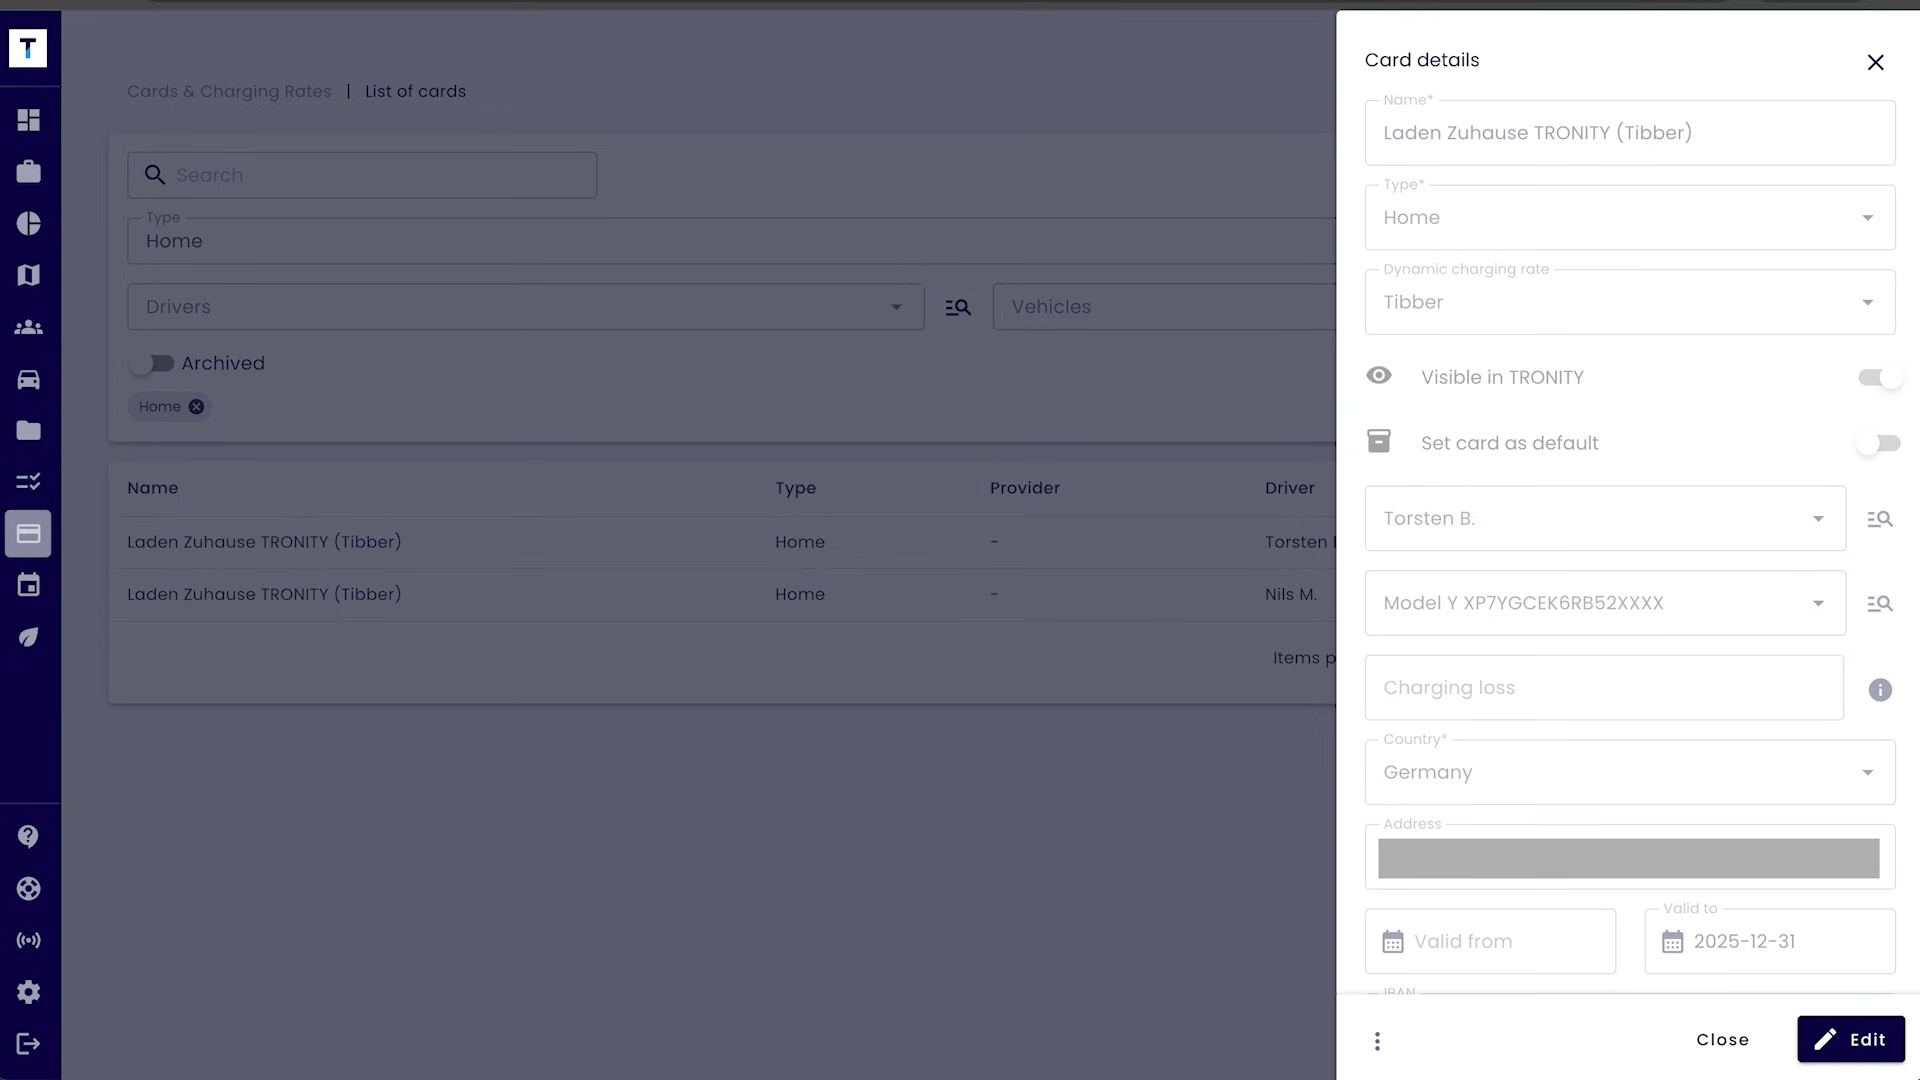 T
Cards & Charging Rates | List of cards
Search
Type
Home
Drivers
Vehicles
Archived
Home
Name Type Provider Driver
Laden Zuhause TRONITY (Tibber) Home - Torsten
Laden Zuhause TRONITY (Tibber) Home - Nils M.
Items p
Card details
Name*
Laden Zuhause TRONITY (Tibber)
Type*
Home
Dynamic charging rate
Tibber
Visible in TRONITY
Set card as default
Torsten B.
Model Y XP7YGCEK6RB52XXXX
Charging loss
Country*
Germany
Address
Valid from
Valid to
2025-12-31
IBAN
Close
Edit